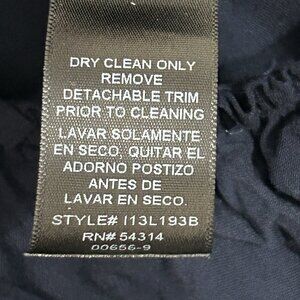 DRY CLEAN ONLY
REMOVE
DETACHABLE TRIM
PRIOR TO CLEANING
LAVAR SOLAMENTE
EN SECO, QUITAR EL
ADORNO POSTIZO
ANTES DE
LAVAR EN SECO.
STYLE# I13L193B
RN# 54314
00656-9